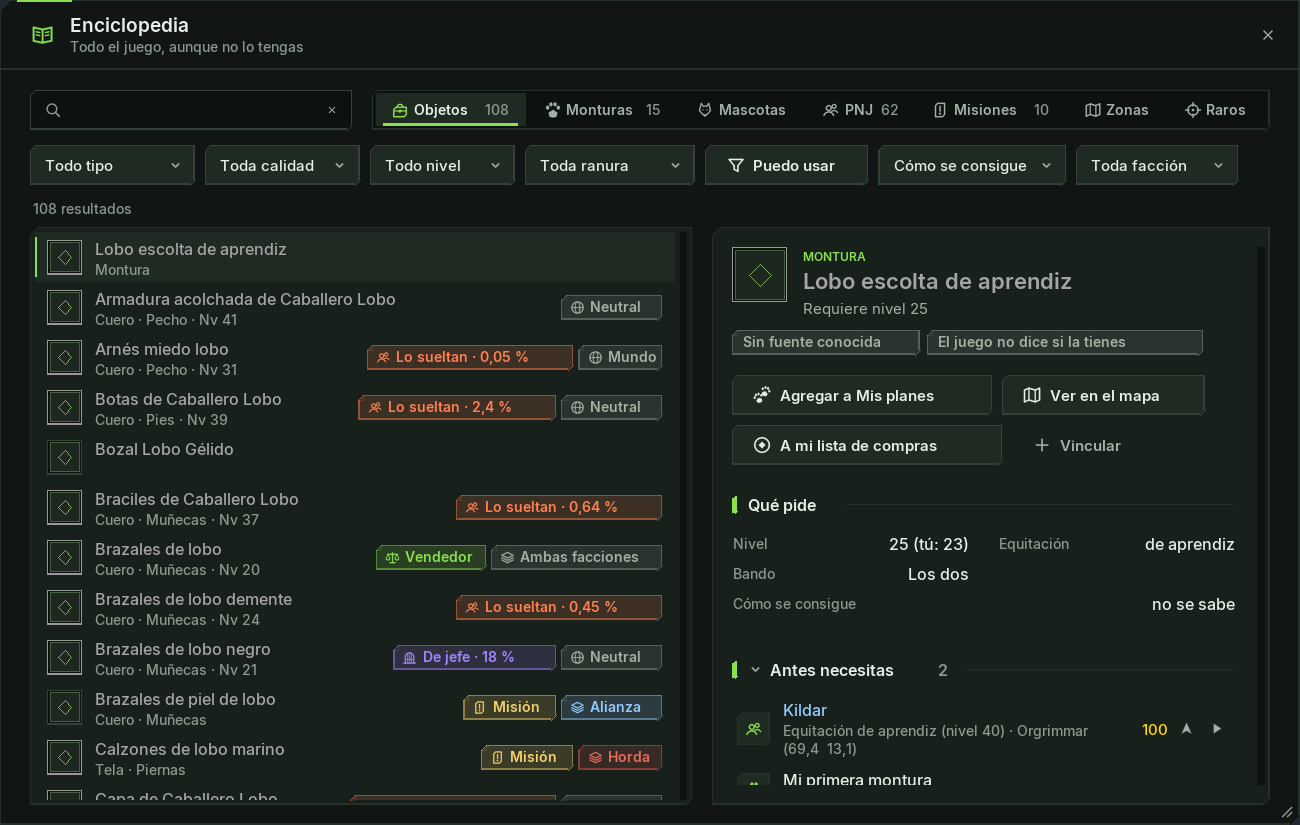 Enciclopedia
Todo el juego, aunque no lo tengas
Objetos 108 Monturas 15 Mascotas PNJ 62 Misiones 10 Zonas Raros
Todo tipo Toda calidad Todo nivel Toda ranura Puedo usar Cómo se consigue Toda facción
108 resultados
Lobo escolta de aprendiz
Montura
Armadura acolchada de Caballero Lobo
Cuero · Pecho · Nv 41
Neutral
Arnés miedo lobo
Cuero · Pecho · Nv 31
Lo sueltan · 0,05 % Mundo
Botas de Caballero Lobo
Cuero · Pies · Nv 39
Lo sueltan · 2,4 % Neutral
Bozal Lobo Gélido
Braciles de Caballero Lobo
Cuero · Muñecas · Nv 37
Lo sueltan · 0,64 %
Brazales de lobo
Cuero · Muñecas · Nv 20
Vendedor Ambas facciones
Brazales de lobo demente
Cuero · Muñecas · Nv 24
Lo sueltan · 0,45 %
Brazales de lobo negro
Cuero · Muñecas · Nv 21
De jefe · 18 % Neutral
Brazales de piel de lobo
Cuero · Muñecas
Misión Alianza
Calzones de lobo marino
Tela · Piernas
Misión Horda
Capa de Caballero Lobo
MONTURA
Lobo escolta de aprendiz
Requiere nivel 25
Sin fuente conocida El juego no dice si la tienes
Agregar a Mis planes Ver en el mapa
A mi lista de compras Vincular
Qué pide
Nivel 25 (tú: 23) Equitación de aprendiz
Bando Los dos
Cómo se consigue no se sabe
Antes necesitas 2
Kildar
Equitación de aprendiz (nivel 40) · Orgrimmar
(69,4 13,1)
100
Mi primera montura